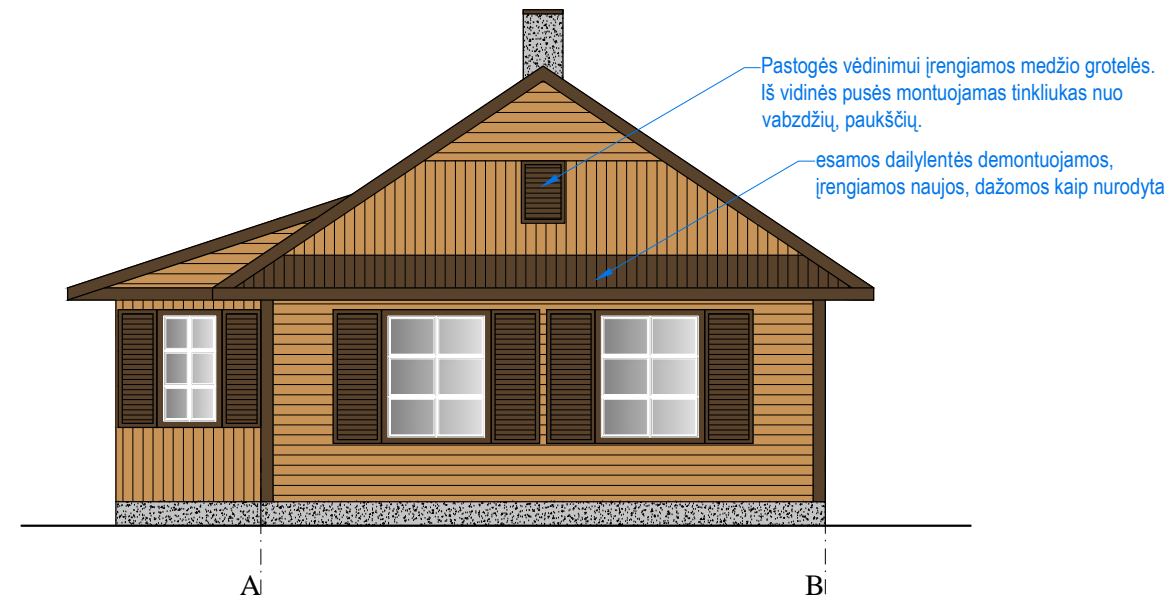 Pastogės vėdinimui įrengiamos medžio grotelės.
Iš vidinės pusės montuojamas tinkliukas nuo
vabzdžių, paukščių.
esamos dailylentės demontuojamos,
įrengiamos naujos, dažomos kaip nurodyta
A
B